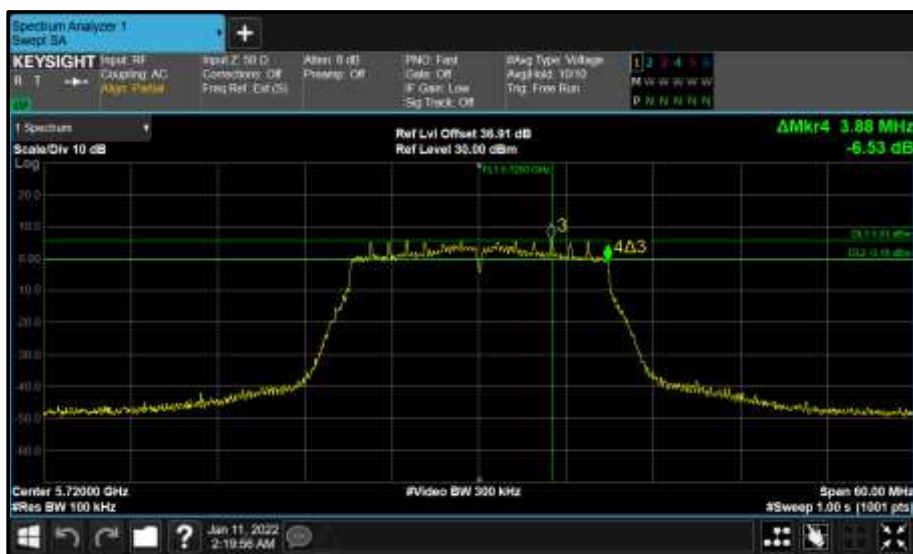 Spectrum Analyzer 1
Swept SA
+
KEYSIGHT
R T
Input: RF
Coupling: AC
Align: Partial
Input Z: 50 Ω
Corrections: Off
Freq Ref: Ext (S)
Atten: 6 dB
Preamp: Off
PNO: Fast
Gate: Off
IF Gain: Low
Sig Track: Off
#Avg Type: Voltage
Avg|Hold: 10/10
Trig: Free Run
1 2 3 4 5 6
M W W W W W
P N N N N N
1 Spectrum
Scale/Div 10 dB
Ref Lvl Offset 36.91 dB
Ref Level 30.00 dBm
ΔMkr4 3.88 MHz
-6.53 dB
Log
20.0
10.0
0.00
-10.0
-20.0
-30.0
-40.0
-50.0
-60.0
3
4Δ3
Center 5.72000 GHz
#Res BW 100 kHz
#Video BW 300 kHz
Span 60.00 MHz
#Sweep 1.00 s (1001 pts)
?
Jan 11, 2022
2:19:56 AM